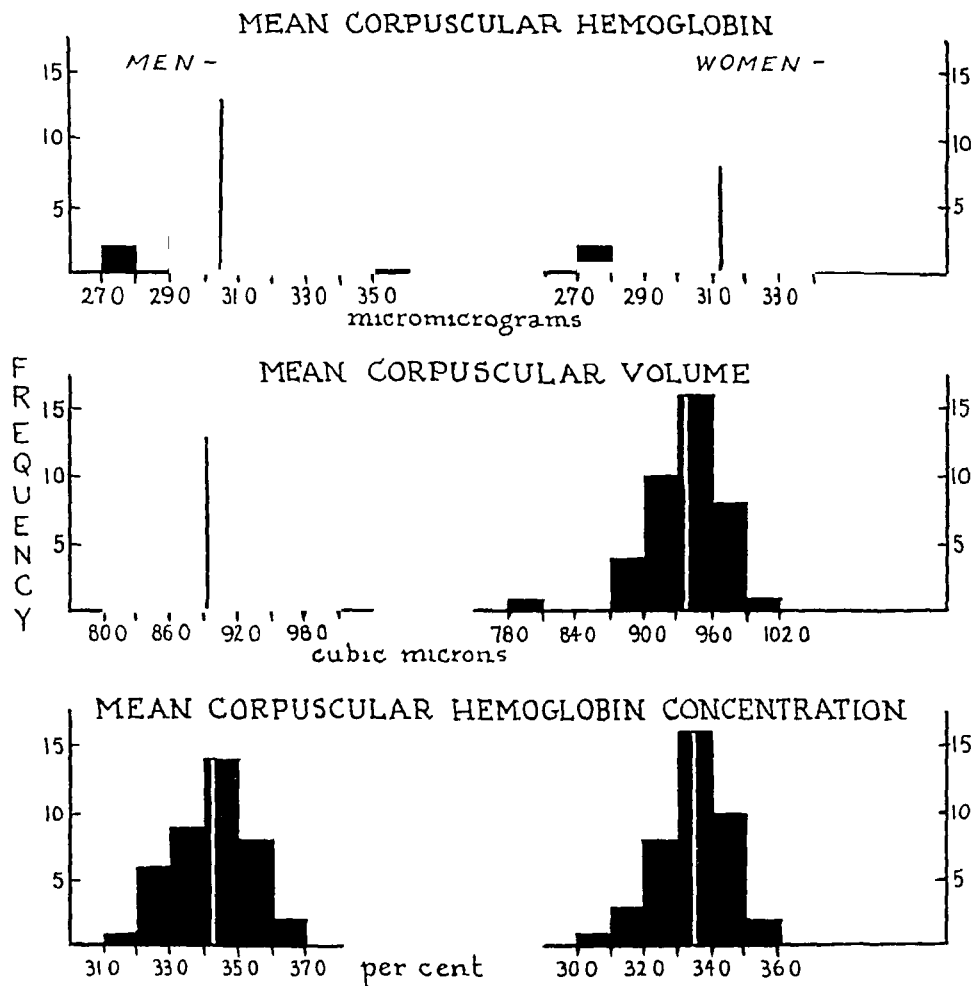 MEAN CORPUSCULAR HEMOGLOBIN
MEN - WOMEN -
15 15
10 10
5 5
270 290 310 330 350 270 290 310 330
micromicrograms
FREQUENCY
MEAN CORPUSCULAR VOLUME
15 15
10 10
5 5
800 860 920 980 780 840 900 960 1020
cubic microns
MEAN CORPUSCULAR HEMOGLOBIN CONCENTRATION
15 15
10 10
5 5
310 330 350 370 per cent 300 320 340 360